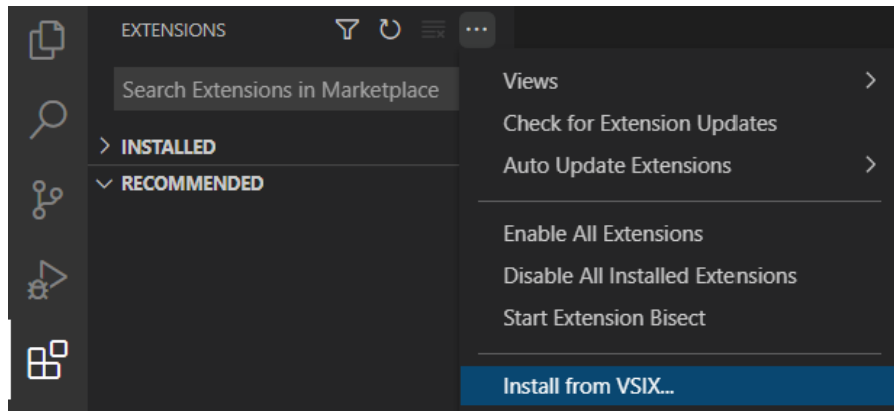 EXTENSIONS
Search Extensions in Marketplace
INSTALLED
RECOMMENDED
Views
Check for Extension Updates
Auto Update Extensions
Enable All Extensions
Disable All Installed Extensions
Start Extension Bisect
Install from VSIX...